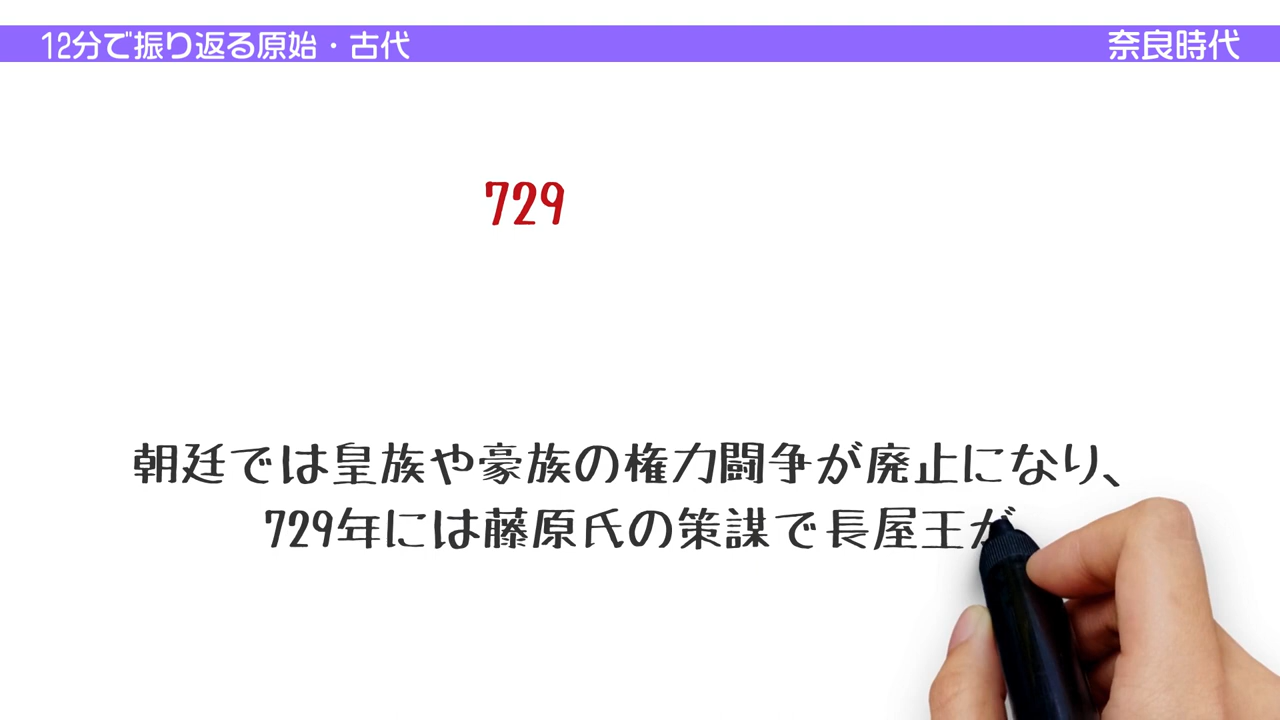 12分で振り返る原始・古代
奈良時代
729
朝廷では皇族や豪族の権力闘争が廃止になり、
729年には藤原氏の策謀で長屋王が